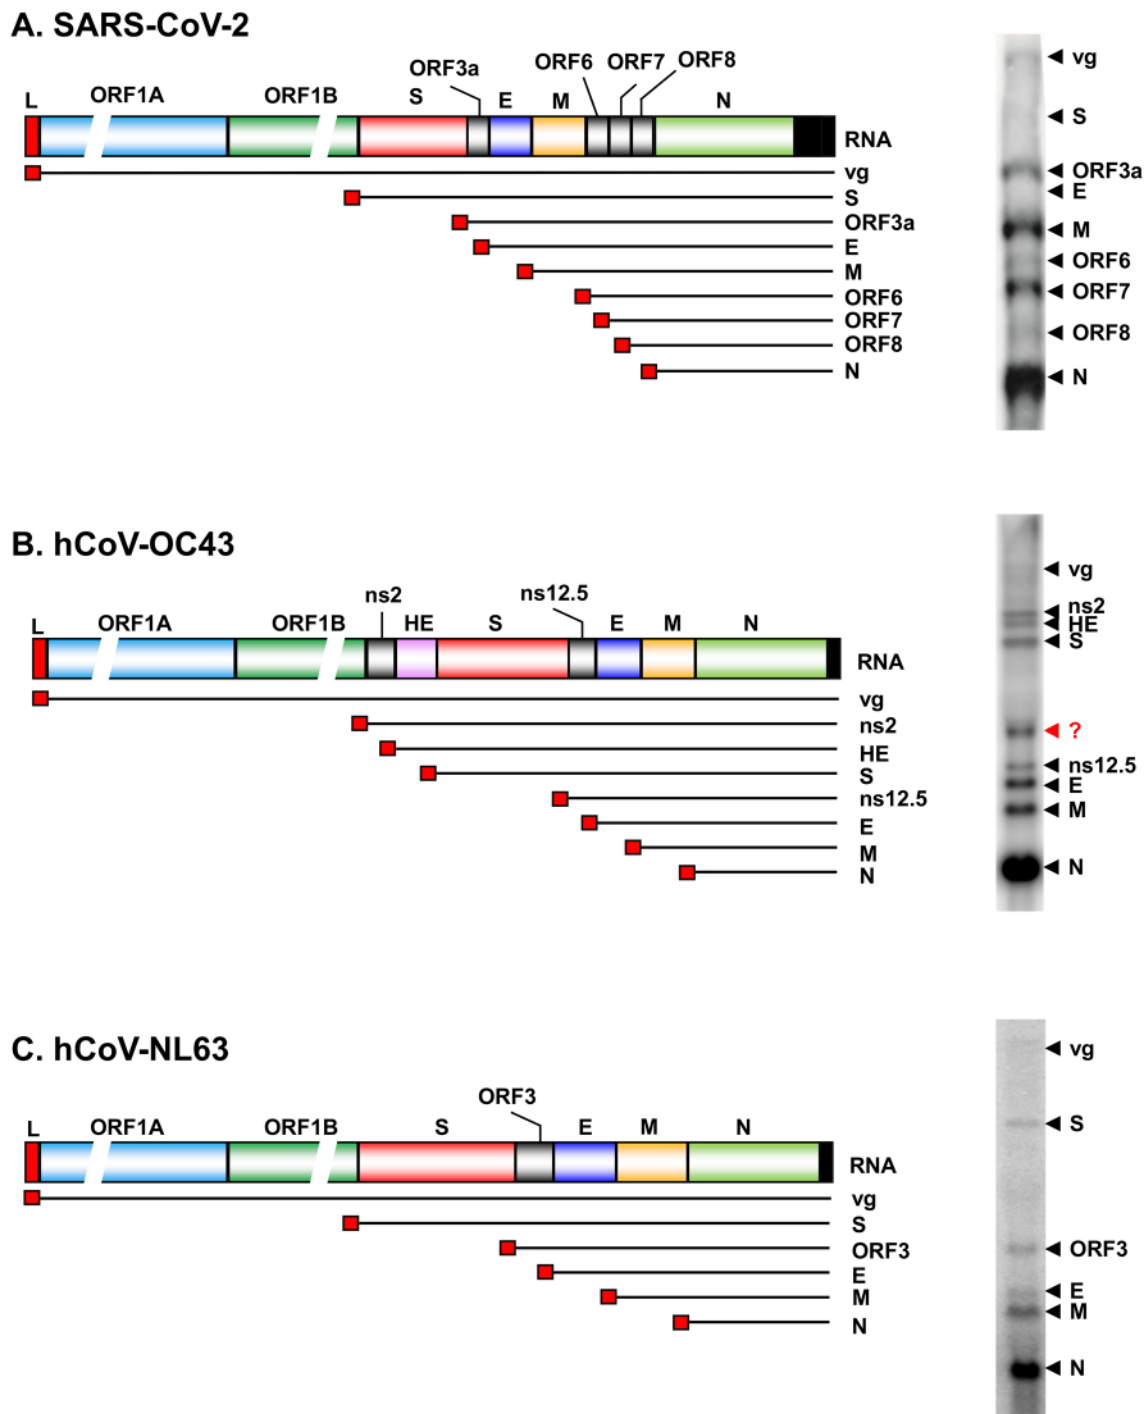 A. SARS-CoV-2
L ORF1A ORF1B S ORF3a E M ORF6 ORF7 ORF8 N
RNA
vg
S
ORF3a
E
M
ORF6
ORF7
ORF8
N
vg
S
ORF3a
E
M
ORF6
ORF7
ORF8
N
B. hCoV-OC43
L ORF1A ORF1B ns2 HE S ns12.5 E M N
RNA
vg
ns2
HE
S
ns12.5
E
M
N
vg
ns2
HE
S
?
ns12.5
E
M
N
C. hCoV-NL63
L ORF1A ORF1B S ORF3 E M N
RNA
vg
S
ORF3
E
M
N
vg
S
ORF3
E
M
N